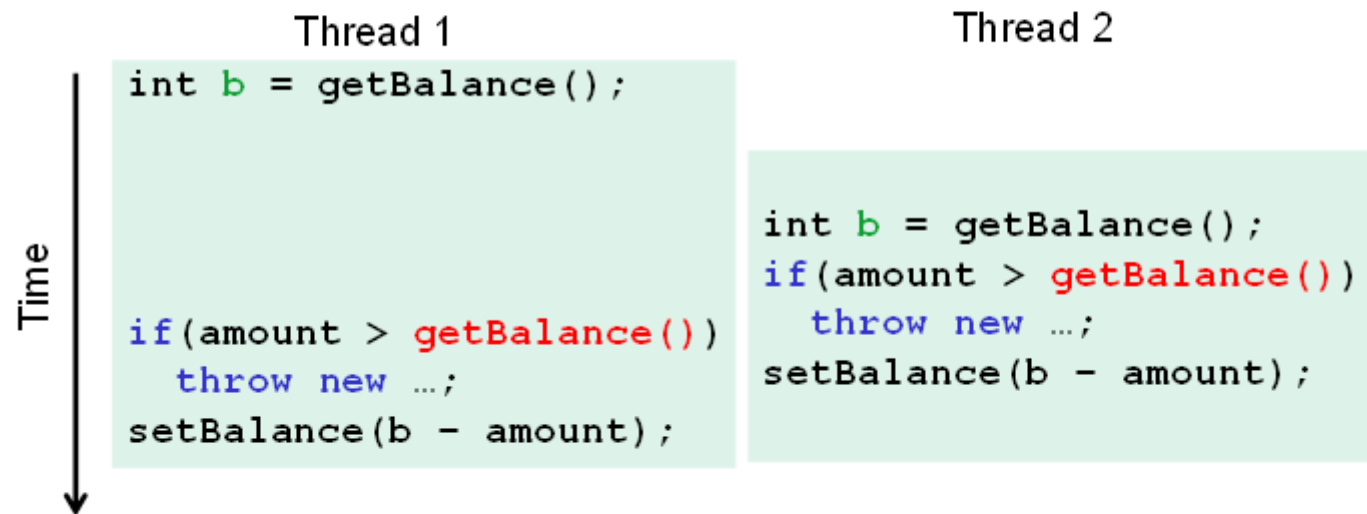 Thread 1
Thread 2
Time
int b = getBalance();
if(amount > getBalance())
  throw new …;
setBalance(b – amount);
int b = getBalance();
if(amount > getBalance())
  throw new …;
setBalance(b – amount);